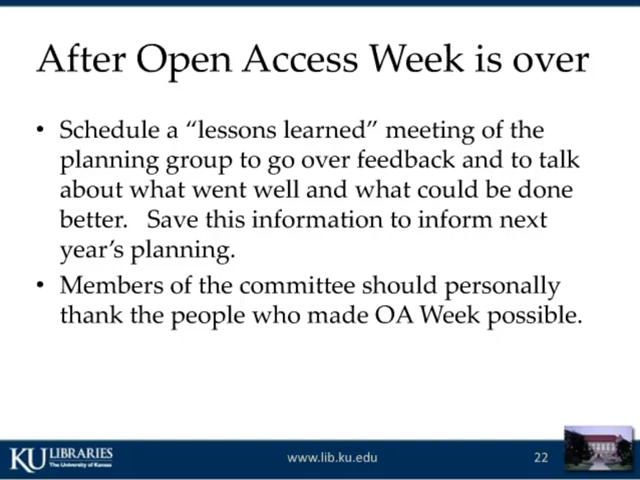 After Open Access Week is over
• Schedule a “lessons learned” meeting of the
planning group to go over feedback and to talk
about what went well and what could be done
better.   Save this information to inform next
year’s planning.
• Members of the committee should personally
thank the people who made OA Week possible.
KU LIBRARIES
The University of Kansas
www.lib.ku.edu
22